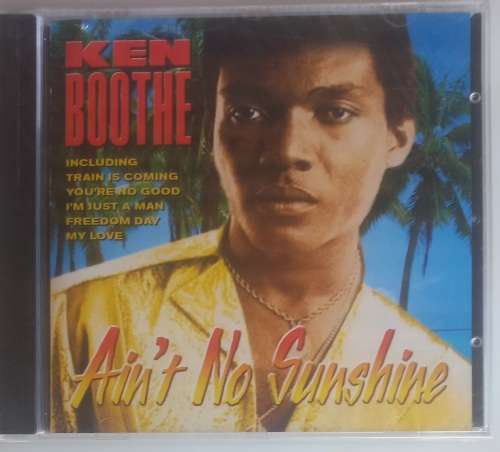 KEN
BOOTHE
INCLUDING
TRAIN IS COMING
YOU'RE NO GOOD
I'M JUST A MAN
FREEDOM DAY
MY LOVE
Ain't No Sunshine